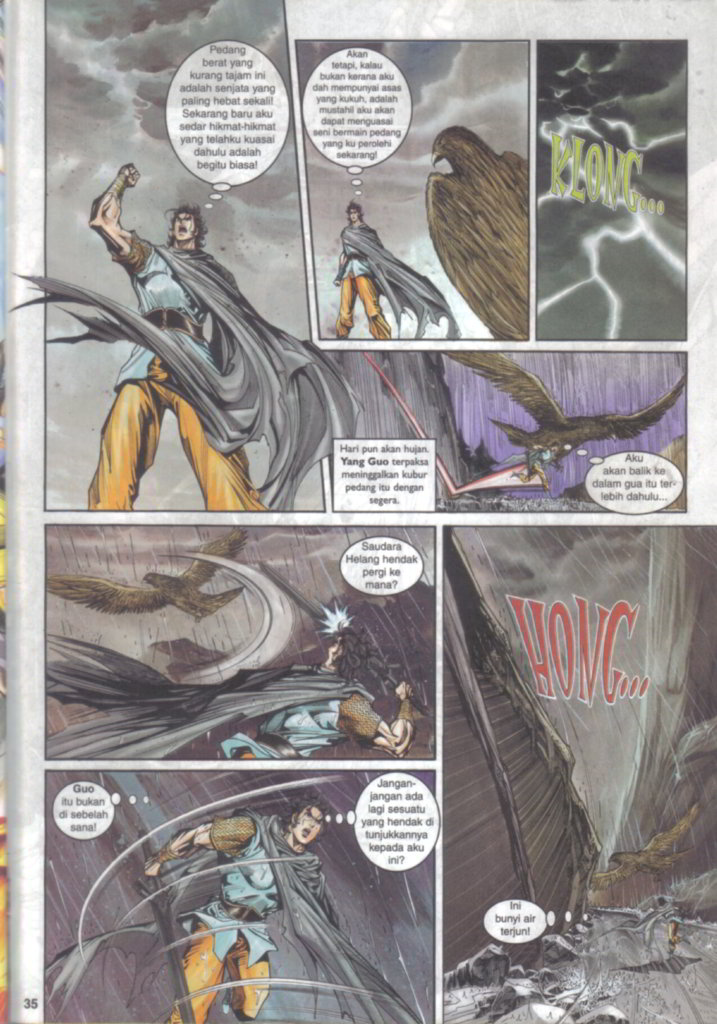 Pedang
berat yang
kurang tajam ini
adalah senjata yang
paling hebat sekali!
Sekarang baru aku
sedar hikmat-hikmat
yang telahku kuasai
dahulu adalah
begitu biasa!
Akan
tetapi, kalau
bukan kerana aku
dah mempunyai asas
yang kukuh, adalah
mustahil aku akan
dapat menguasai
seni bermain pedang
yang ku perolehi
sekarang!
KLONG...
Hari pun akan hujan.
Yang Guo terpaksa
meninggalkan kubur
pedang itu dengan
segera.
Aku
akan balik ke
dalam gua itu ter-
lebih dahulu...
Saudara
Helang hendak
pergi ke
mana?
HONG...
Guo
itu bukan
di sebelah
sana!
Jangan-
jangan ada
lagi sesuatu
yang hendak di
tunjukkannya
kepada aku
ini?
Ini
bunyi air
terjun!
35